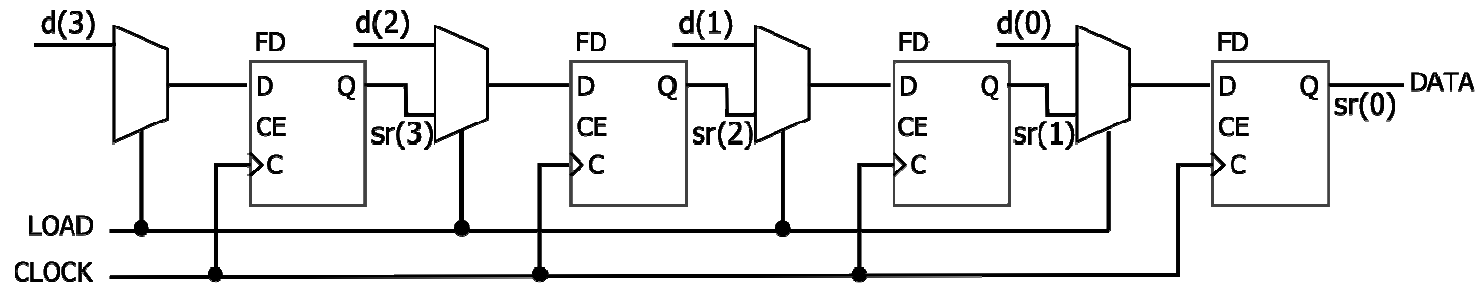 d(3) d(2) d(1) d(0)
FD FD FD FD
D Q D Q D Q D Q DATA
sr(3) sr(2) sr(1) sr(0)
CE CE CE CE
C C C C
LOAD
CLOCK